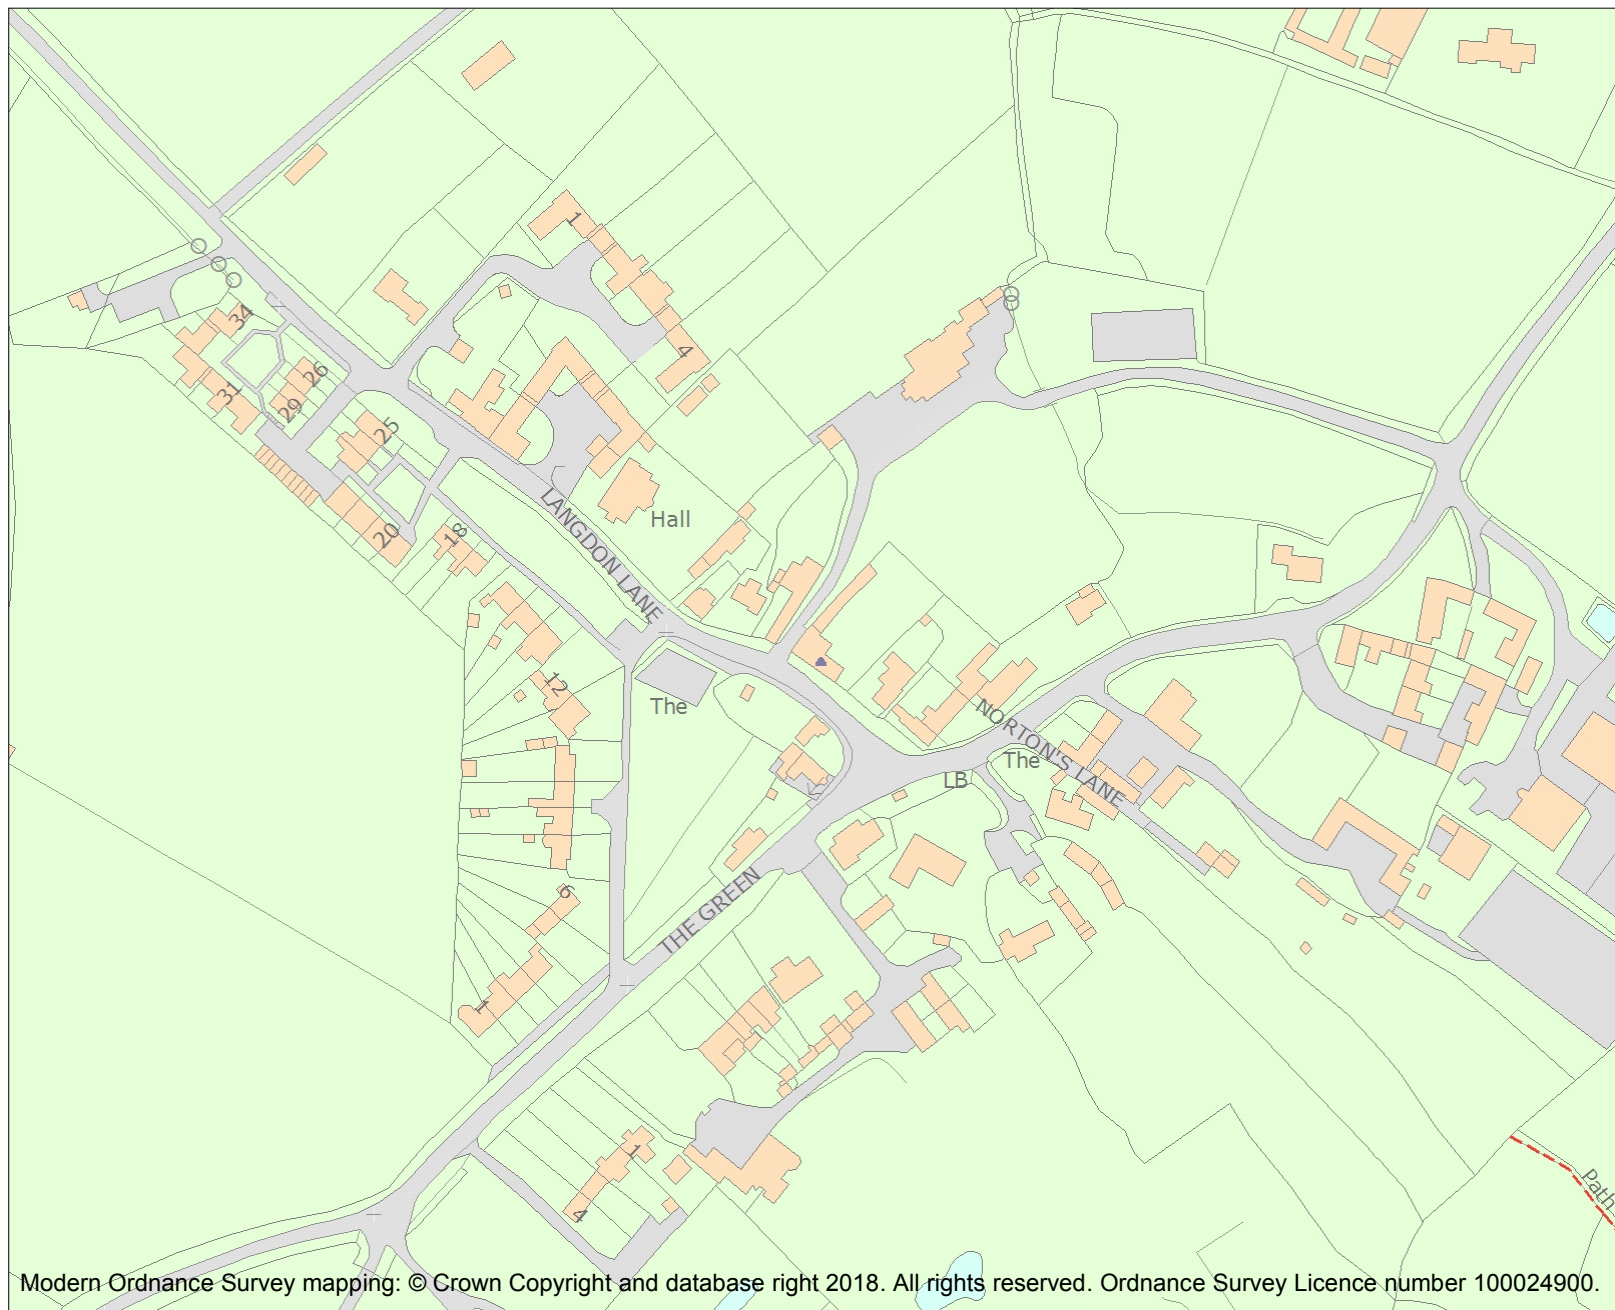 1
4
34
26
31
29
25
20
18
LANGDON LANE
Hall
12
The
NORTON'S LANE
The
LB
THE GREEN
6
1
1
4
Path
Modern Ordnance Survey mapping: © Crown Copyright and database right 2018. All rights reserved. Ordnance Survey Licence number 100024900.